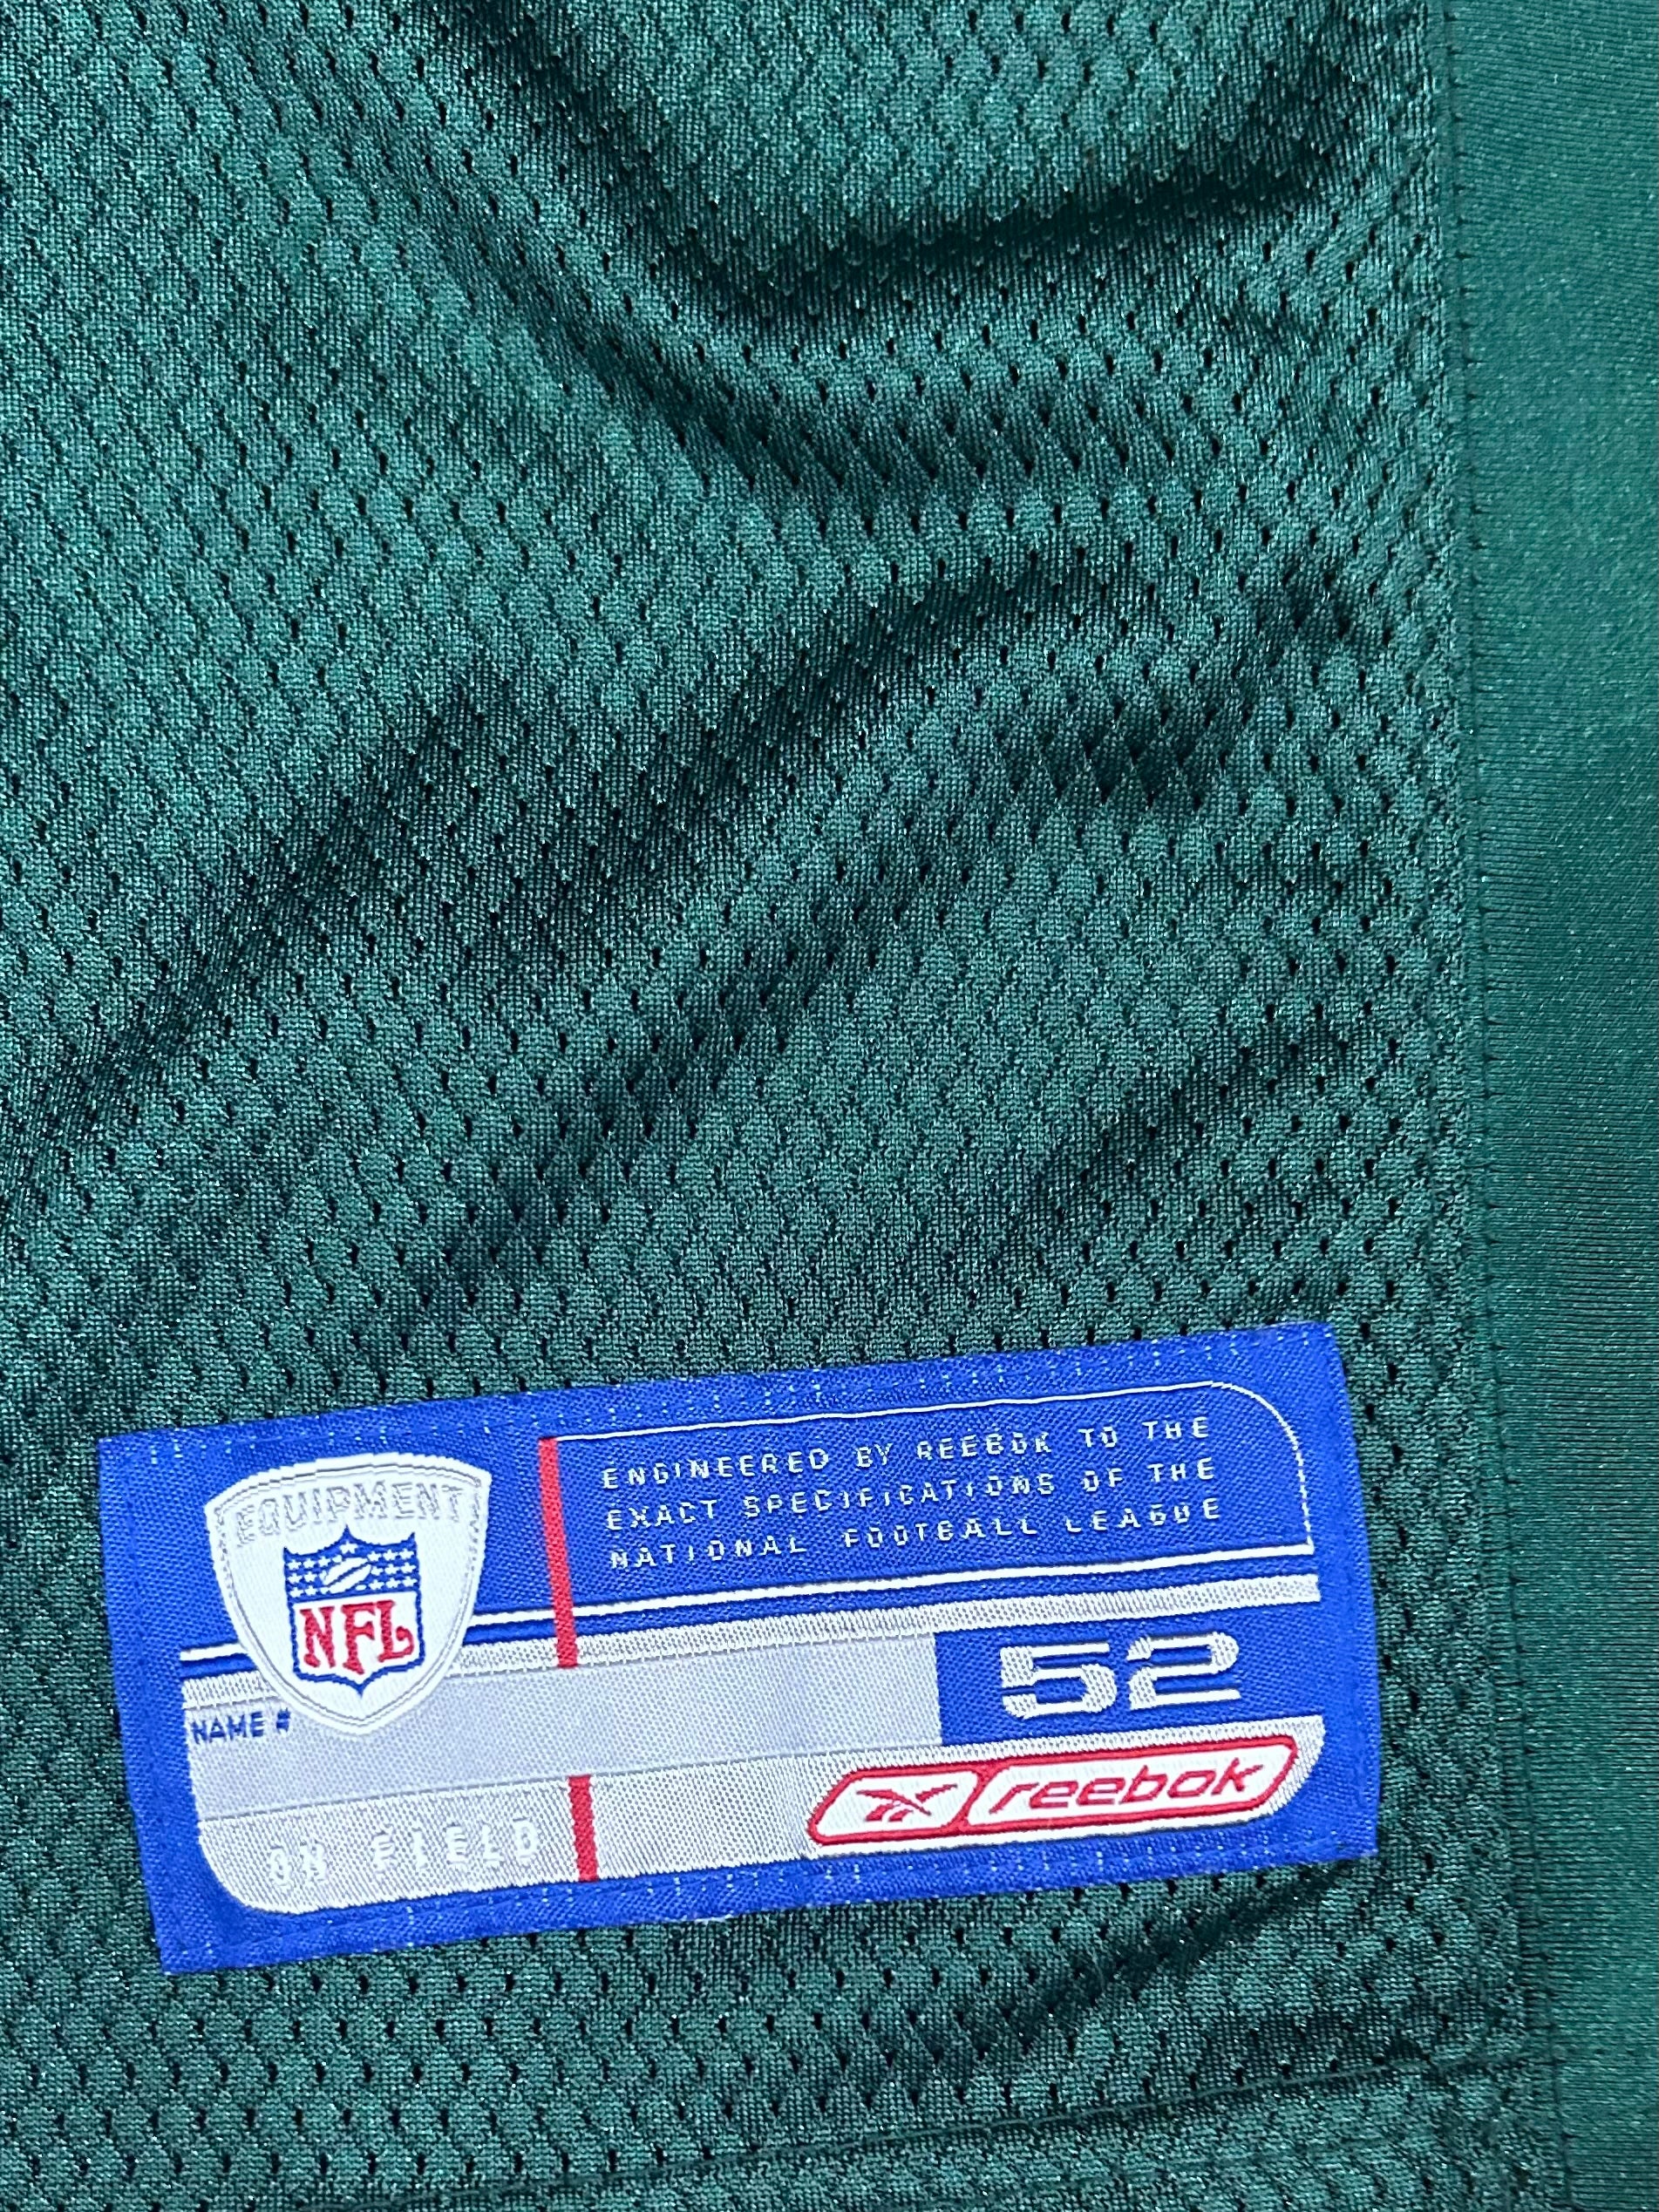 ENGINEERED BY REEBOK TO THE
EXACT SPECIFICATIONS OF THE
NATIONAL FOOTBALL LEAGUE
EQUIPMENT
NFL
52
NAME #
reebok
ON FIELD